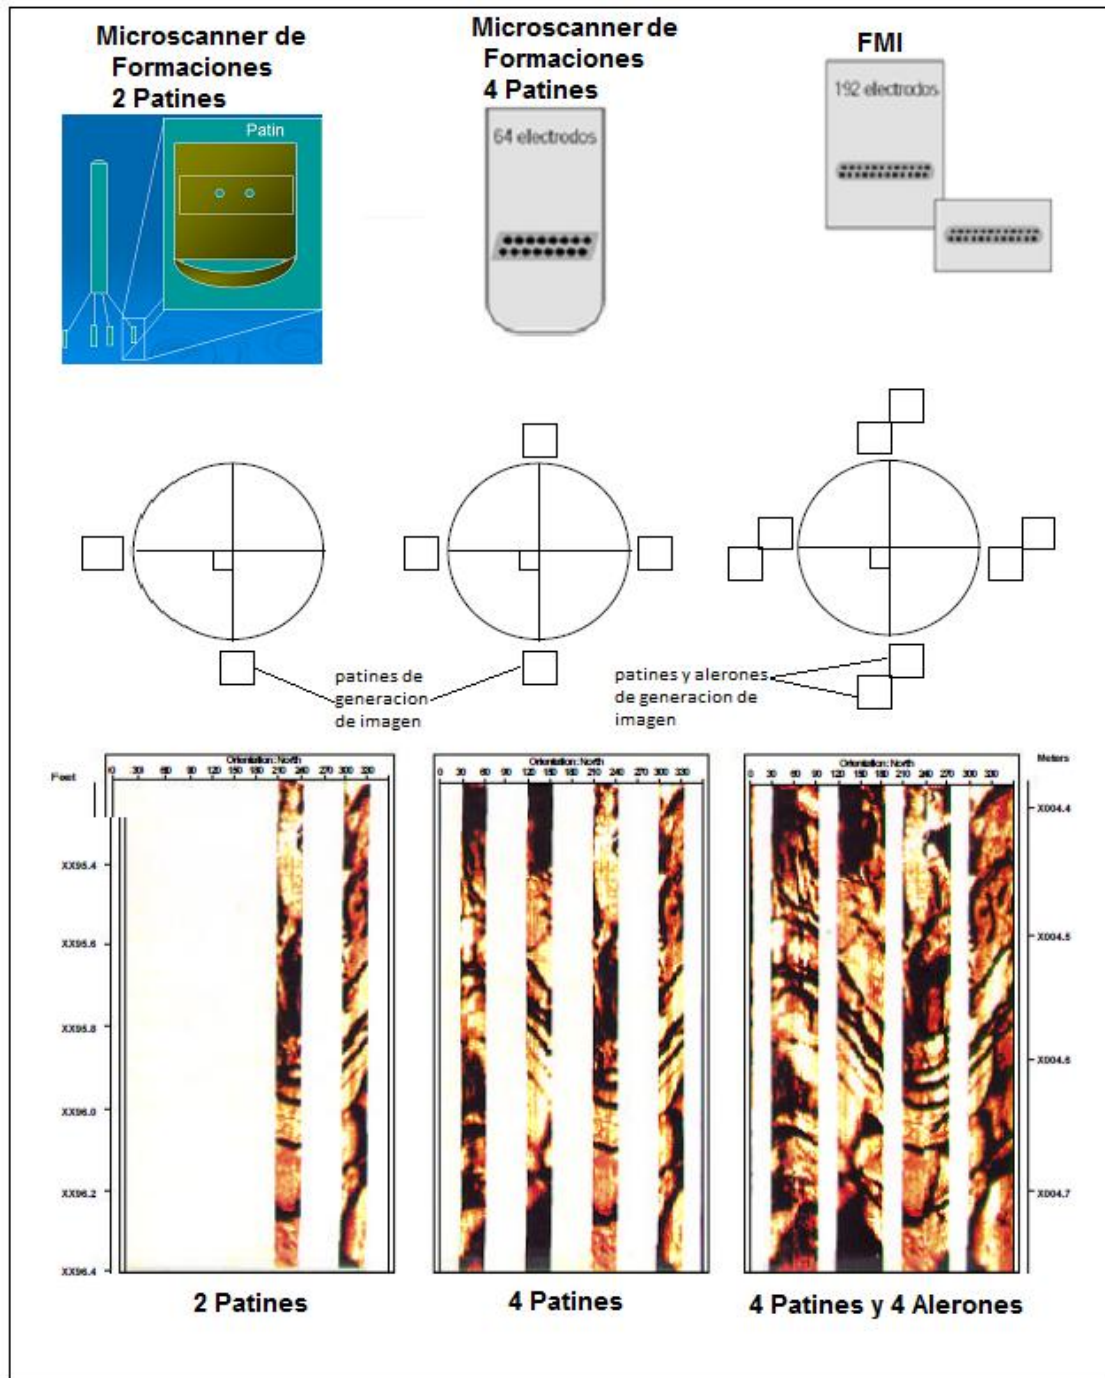 Microscanner de
Formaciones
2 Patines
Microscanner de
Formaciones
4 Patines
FMI
Patin
64 electrodos
192 electrodos
patines de
generacion
de imagen
patines y alerones
de generacion de
imagen
Feet
Orientation: North
0 30 60 90 120 150 180 210 240 270 300 330
Orientation: North
0 30 60 90 120 150 180 210 240 270 300 330
Orientation: North
0 30 60 90 120 150 180 210 240 270 300 330
Meters
XX95.4
XX95.6
XX95.8
XX96.0
XX96.2
XX96.4
X004.4
X004.5
X004.6
X004.7
2 Patines
4 Patines
4 Patines y 4 Alerones